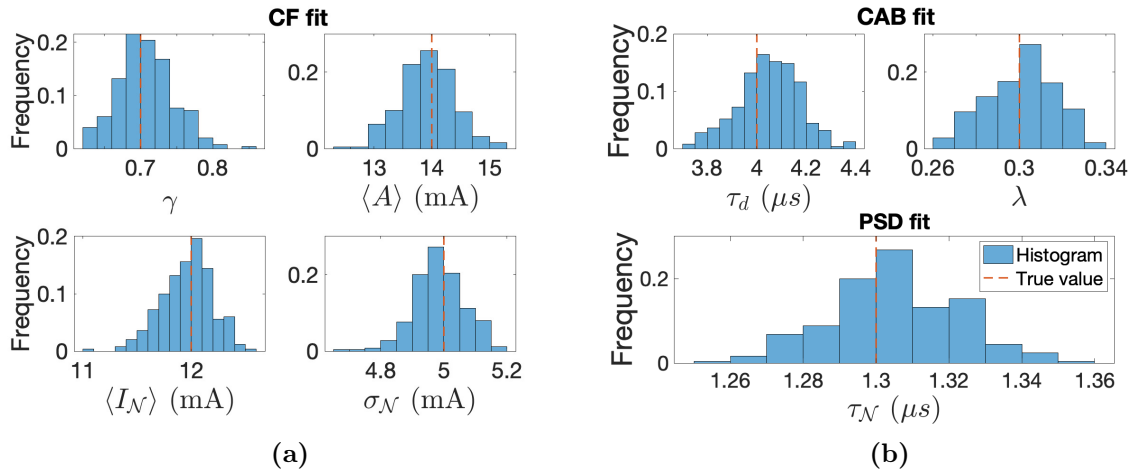 CF fit
Frequency
0.2
0.1
0
0.7
0.8
γ
0.2
0
13
14
15
⟨A⟩ (mA)
Frequency
0.2
0.1
0
11
12
⟨I_𝒩⟩ (mA)
0.2
0
4.8
5
5.2
σ_𝒩 (mA)
(a)
CAB fit
Frequency
0.2
0.1
0
3.8
4
4.2
4.4
τ_d (μs)
0.2
0
0.26
0.3
0.34
λ
PSD fit
Frequency
0.2
0
1.26
1.28
1.3
1.32
1.34
1.36
τ_𝒩 (μs)
Histogram
True value
(b)